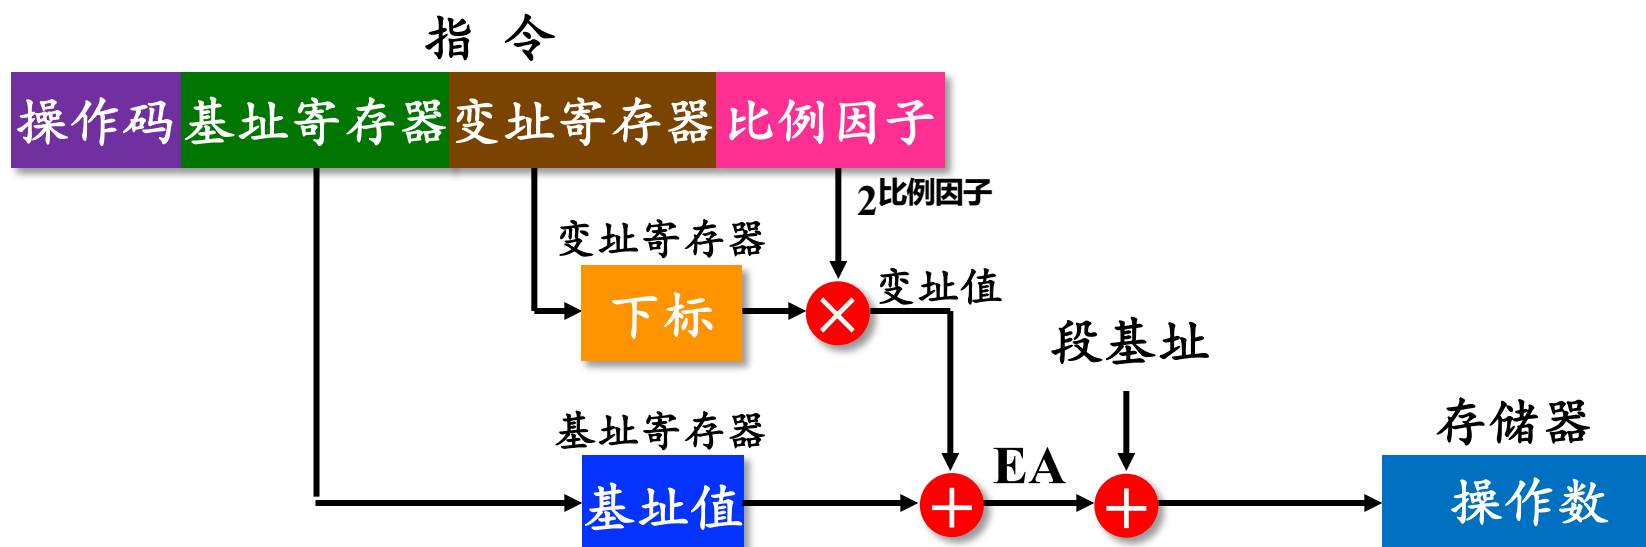 指 令
操作码 基址寄存器 变址寄存器 比例因子
2比例因子
变址寄存器
下标
变址值
段基址
基址寄存器
基址值
EA
存储器
操作数